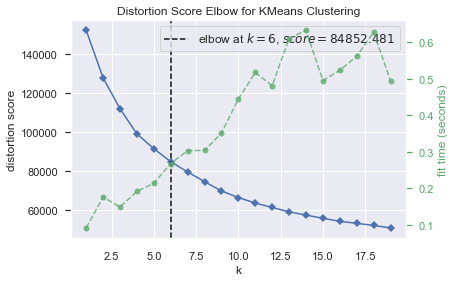 Distortion Score Elbow for KMeans Clustering
elbow at k = 6, score = 84852.481
distortion score
140000
120000
100000
80000
60000
0.6
0.5
0.4
0.3
0.2
0.1
fit time (seconds)
2.5 5.0 7.5 10.0 12.5 15.0 17.5
k